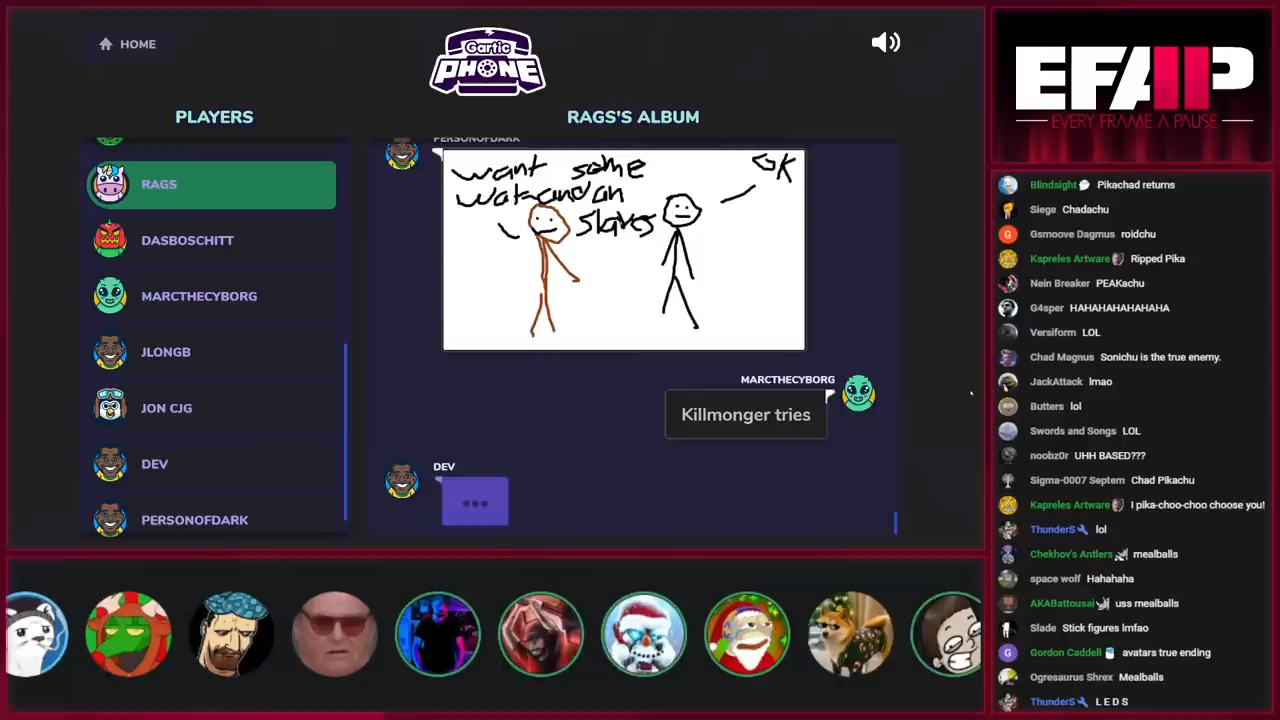 HOME
Gartic
PHONE
PLAYERS
RAGS'S ALBUM
RAGS
DASBOSCHITT
MARCTHECYBORG
JLONGB
JON CJG
DEV
PERSONOFDARK
PERSONOFDARK
want some
OK
slaves
MARCTHECYBORG
Killmonger tries
DEV
EFAP
EVERY FRAME A PAUSE
Blindsight Pikachad returns
Siege Chadachu
Gsmoove Dagmus roidchu
Kapreles Artware Ripped Pika
Nein Breaker PEAKachu
G4sper HAHAHAHAHAHAHA
Versiform LOL
Chad Magnus Sonichu is the true enemy.
JackAttack lmao
Butters lol
Swords and Songs LOL
noobz0r UHH BASED???
Sigma-0007 Septem Chad Pikachu
Kapreles Artware I pika-choo-choo choose you!
ThunderS lol
Chekhov's Antlers mealballs
space wolf Hahahaha
AKABattousai uss mealballs
Slade Stick figures lmfao
Gordon Caddell avatars true ending
Ogresaurus Shrex Mealballs
ThunderS L E D S